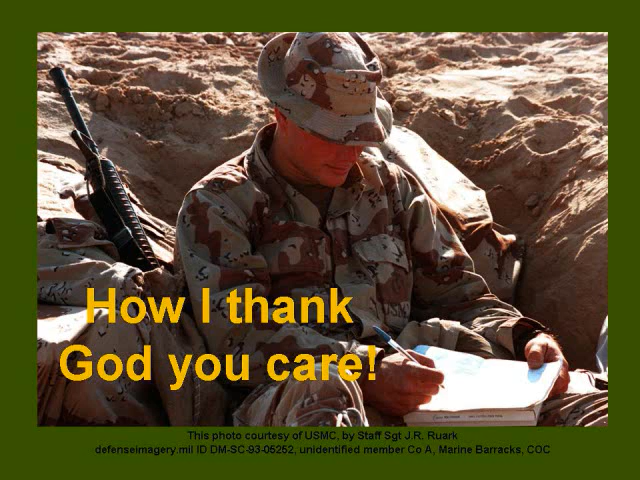 How I thank
God you care!
This photo courtesy of USMC, by Staff Sgt J.R. Ruark
defenseimagery.mil ID DM-SC-93-05252, unidentified member Co A, Marine Barracks, COC